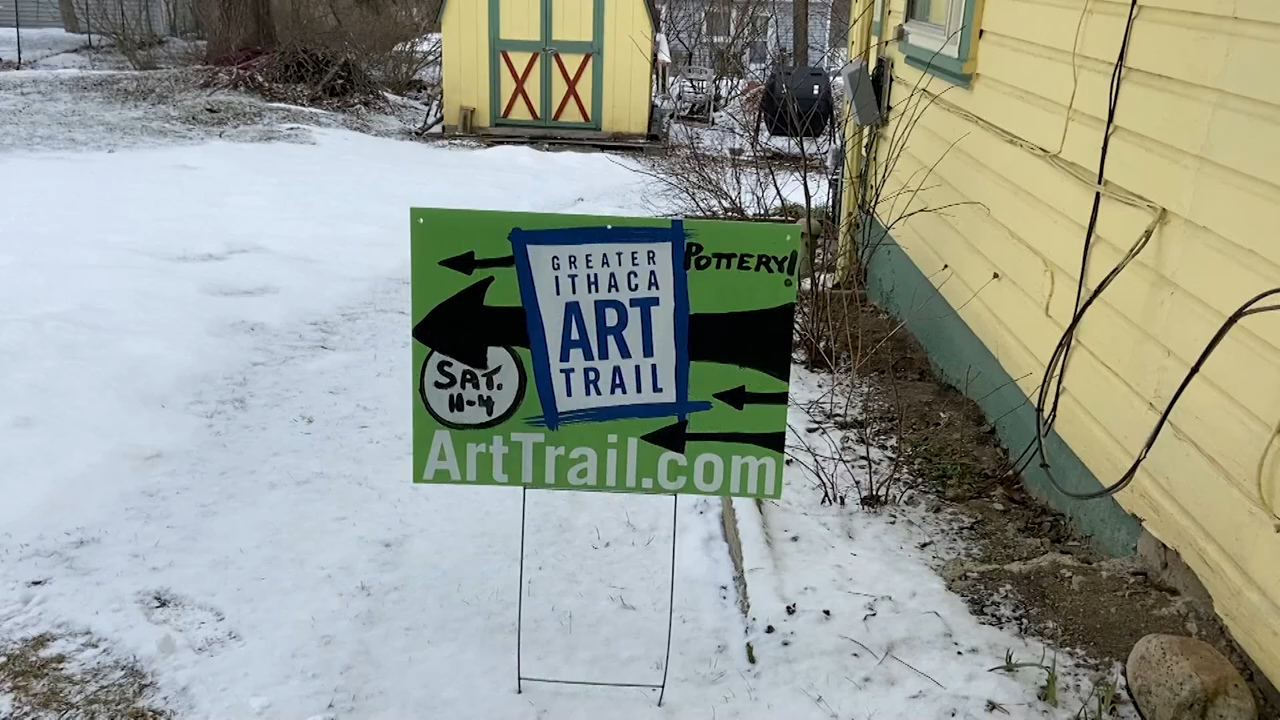 GREATER
ITHACA
ART
TRAIL
POTTERY!
SAT.
11-4
ArtTrail.com